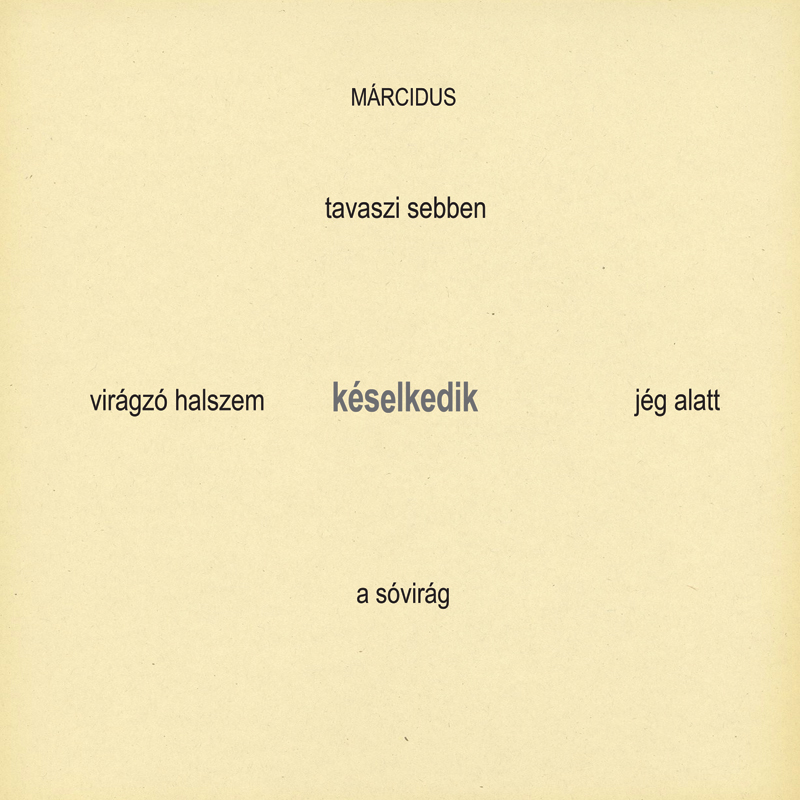 MÁRCIDUS
tavaszi sebben
virágzó halszem késelkedik jég alatt
a sóvirág